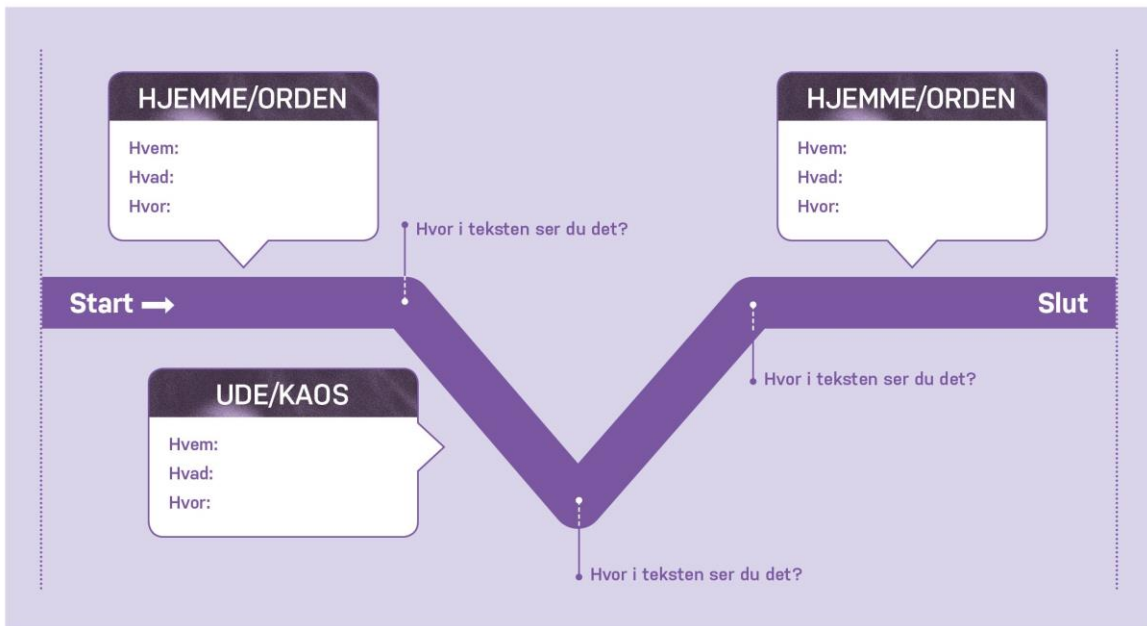 HJEMME/ORDEN
Hvem:
Hvad:
Hvor:
HJEMME/ORDEN
Hvem:
Hvad:
Hvor:
Hvor i teksten ser du det?
Start →
Slut
UDE/KAOS
Hvem:
Hvad:
Hvor:
Hvor i teksten ser du det?
Hvor i teksten ser du det?